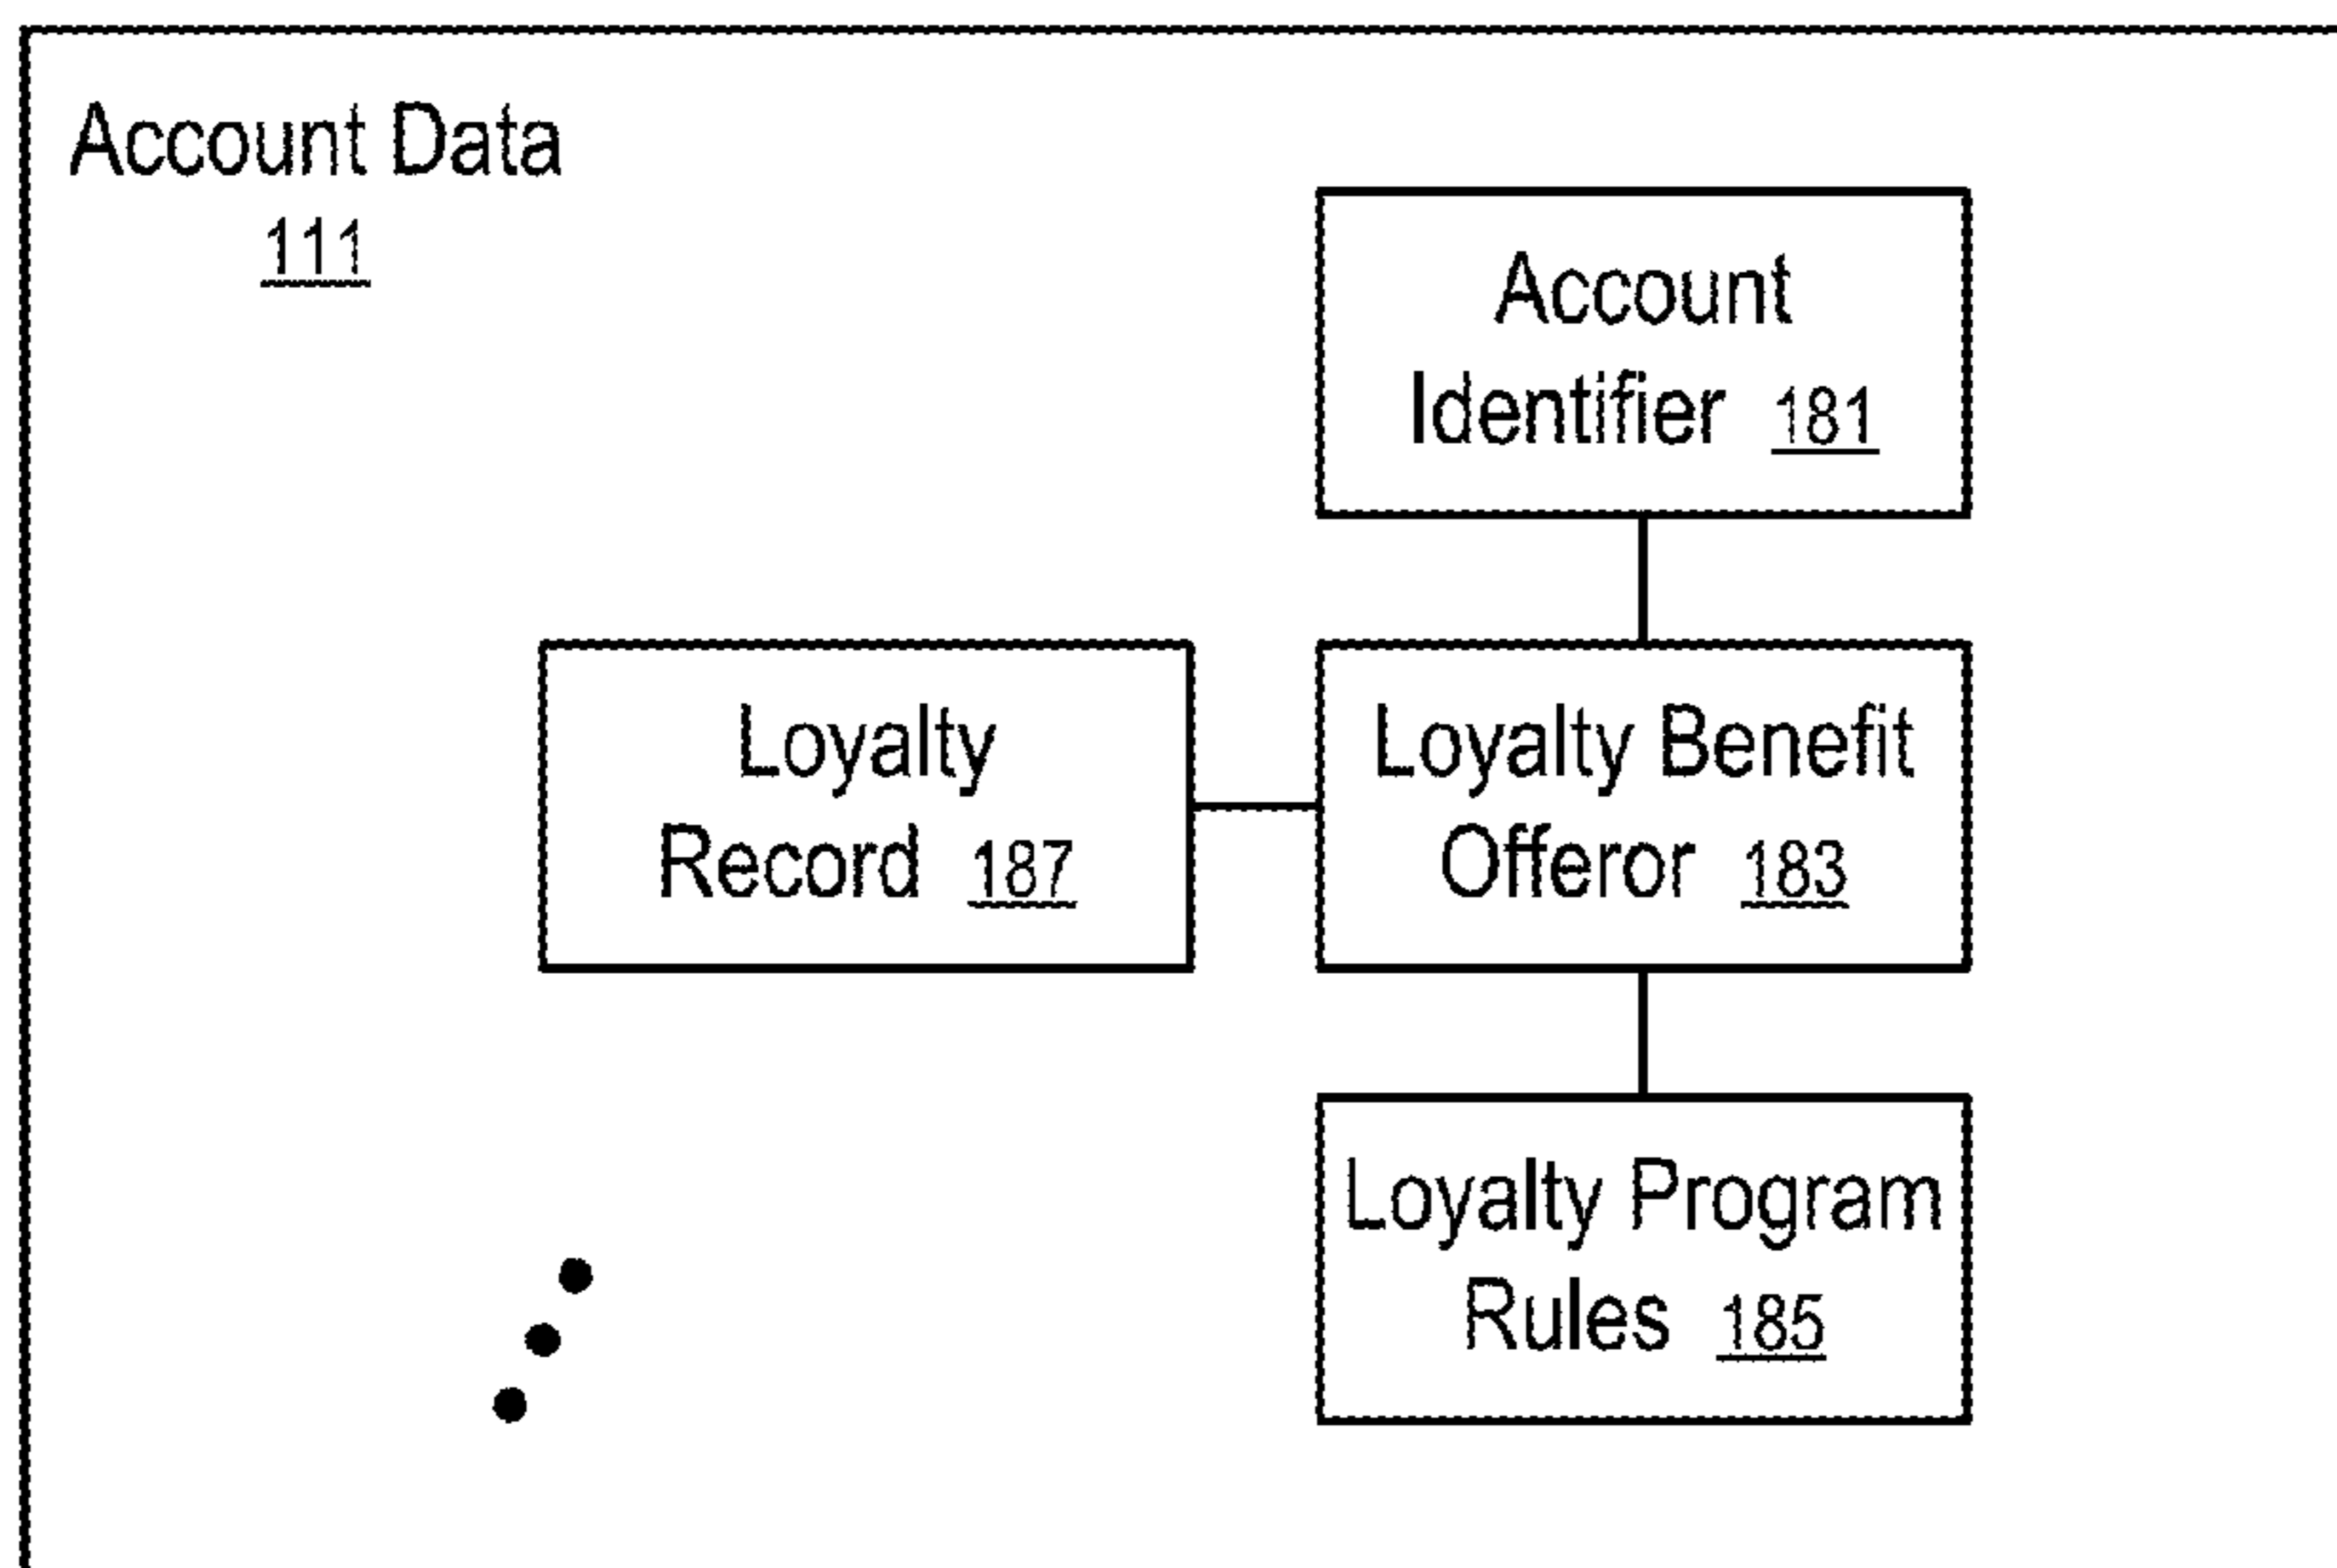 Account Data
111
Account
Identifier 181
Loyalty
Record 187
Loyalty Benefit
Offeror 183
Loyalty Program
Rules 185